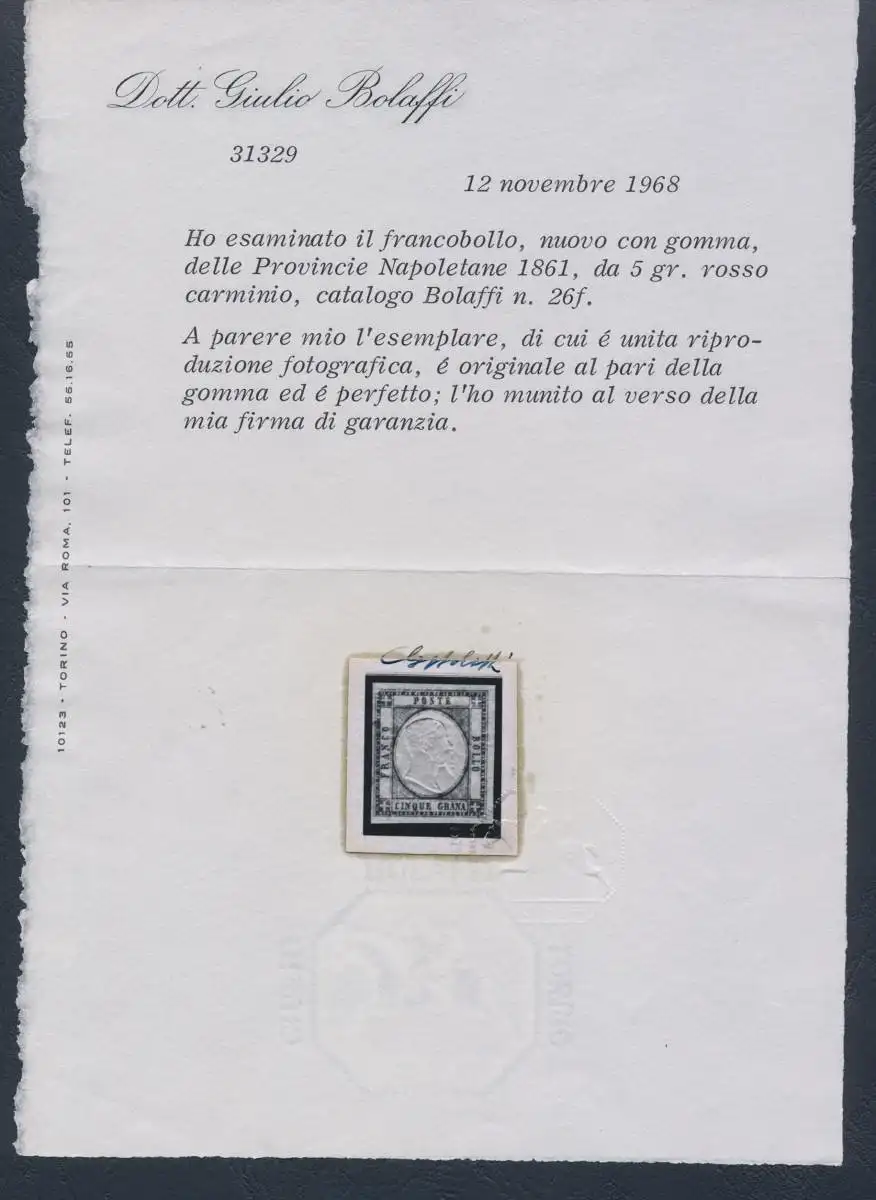 Dott. Giulio Bolaffi
31329
12 novembre 1968
Ho esaminato il francobollo, nuovo con gomma,
delle Provincie Napoletane 1861, da 5 gr. rosso
carminio, catalogo Bolaffi n. 26f.
A parere mio l'esemplare, di cui é unita ripro-
duzione fotografica, é originale al pari della
gomma ed é perfetto; l'ho munito al verso della
mia firma di garanzia.
10123 - TORINO - VIA ROMA, 101 - TELEF. 55.16.55
POSTE
FRANCO
BOLLO
CINQUE GRANA